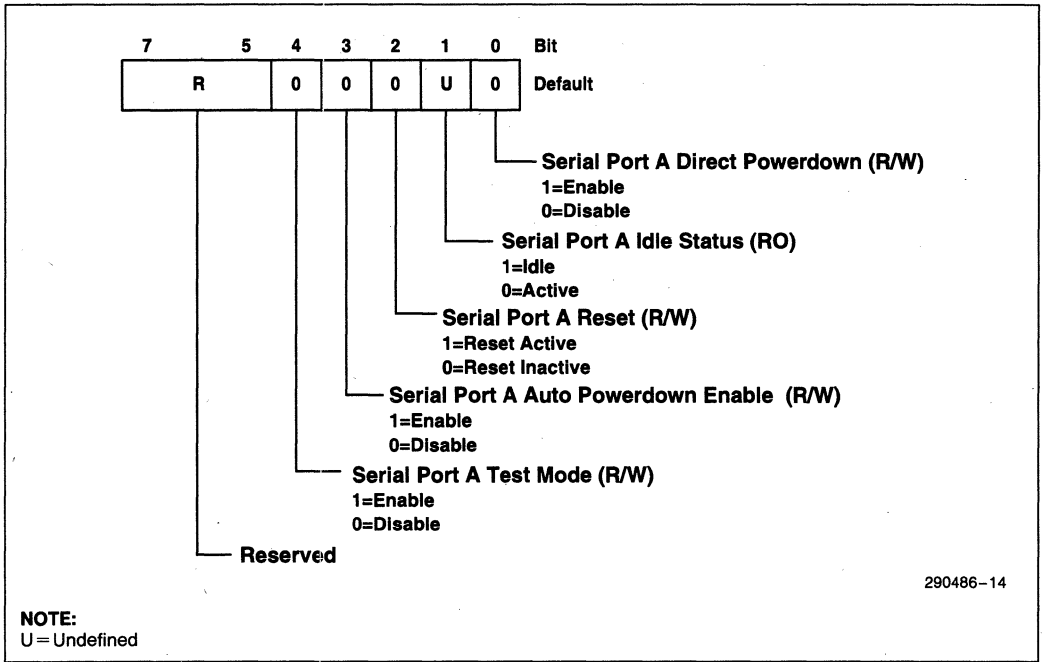 7 5 4 3 2 1 0 Bit
R 0 0 0 U 0 Default
Serial Port A Direct Powerdown (R/W)
1=Enable
0=Disable
Serial Port A Idle Status (RO)
1=Idle
0=Active
Serial Port A Reset (R/W)
1=Reset Active
0=Reset Inactive
Serial Port A Auto Powerdown Enable (R/W)
1=Enable
0=Disable
Serial Port A Test Mode (R/W)
1=Enable
0=Disable
Reserved
290486-14
NOTE:
U=Undefined